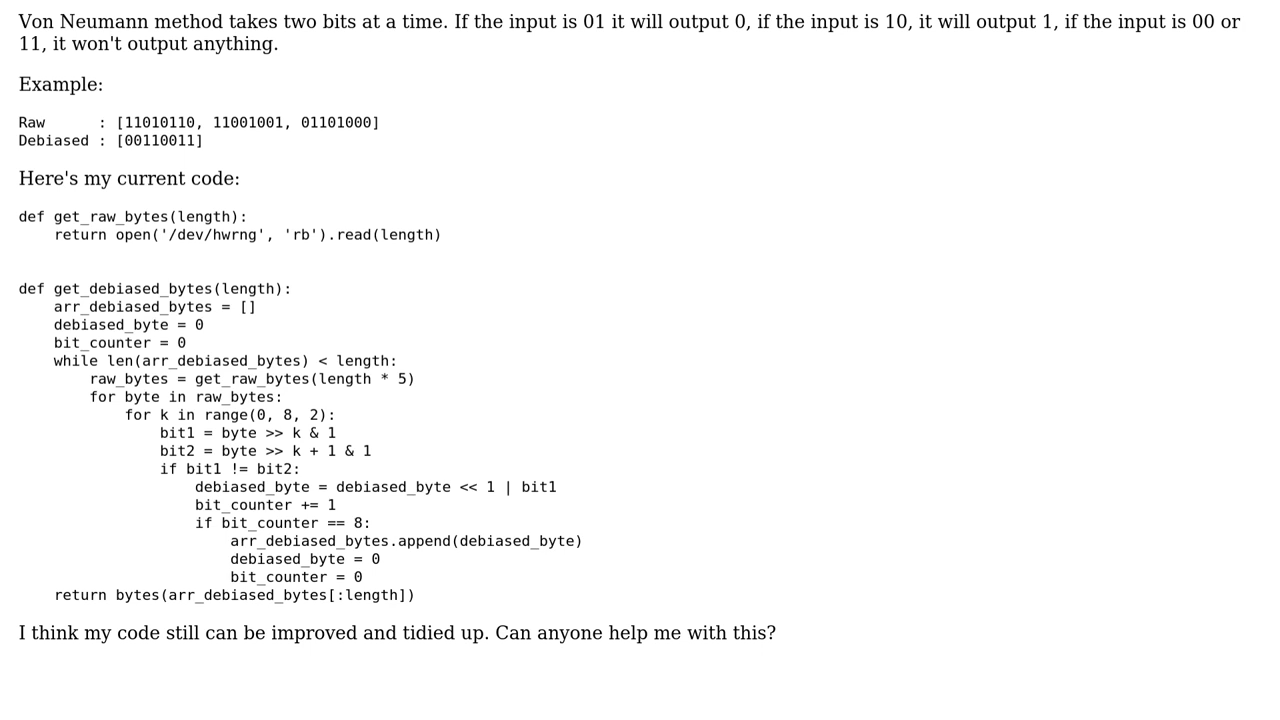 Von Neumann method takes two bits at a time. If the input is 01 it will output 0, if the input is 10, it will output 1, if the input is 00 or
11, it won't output anything.
Example:
Raw      : [11010110, 11001001, 01101000]
Debiased : [00110011]
Here's my current code:
def get_raw_bytes(length):
    return open('/dev/hwrng', 'rb').read(length)
def get_debiased_bytes(length):
    arr_debiased_bytes = []
    debiased_byte = 0
    bit_counter = 0
    while len(arr_debiased_bytes) < length:
        raw_bytes = get_raw_bytes(length * 5)
        for byte in raw_bytes:
            for k in range(0, 8, 2):
                bit1 = byte >> k & 1
                bit2 = byte >> k + 1 & 1
                if bit1 != bit2:
                    debiased_byte = debiased_byte << 1 | bit1
                    bit_counter += 1
                    if bit_counter == 8:
                        arr_debiased_bytes.append(debiased_byte)
                        debiased_byte = 0
                        bit_counter = 0
    return bytes(arr_debiased_bytes[:length])
I think my code still can be improved and tidied up. Can anyone help me with this?